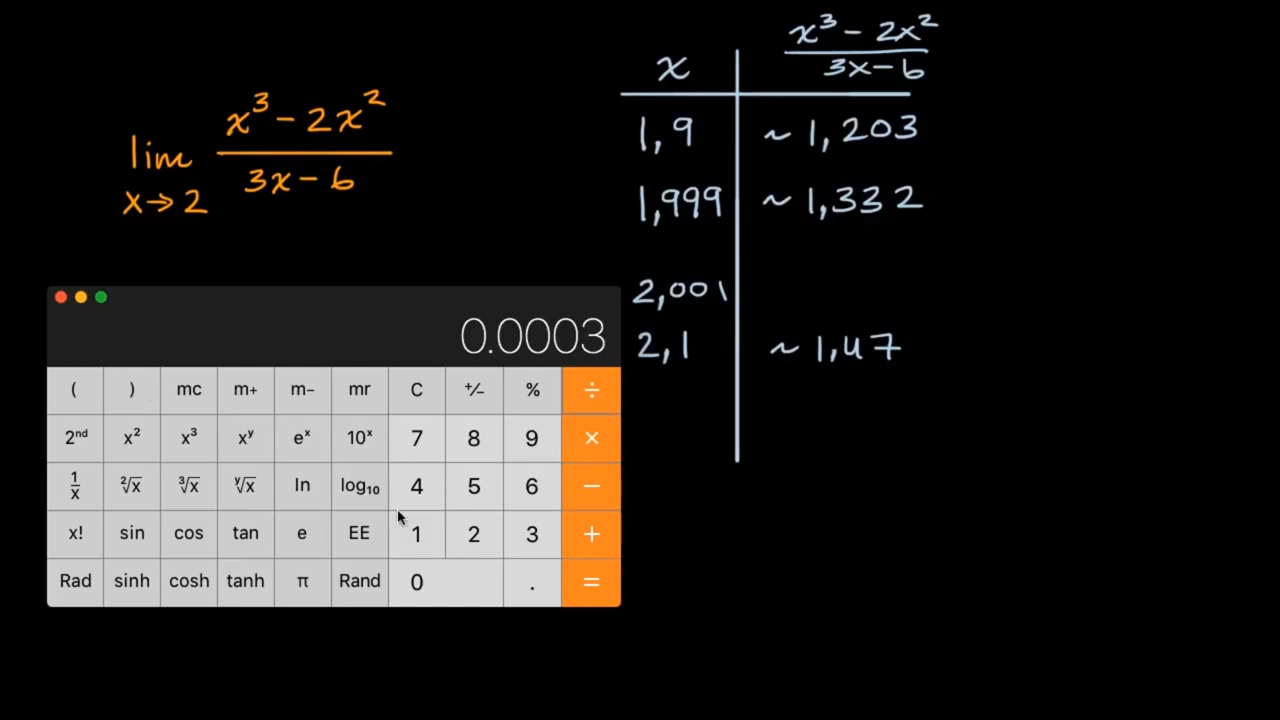 lim x→2 x³ - 2x² / 3x - 6
x | x³ - 2x² / 3x - 6
1,9 ~ 1,203
1,999 ~ 1,332
2,001
2,1 ~ 1,47
0.0003
( ) mc m+ m- mr C +/- % ÷
2nd x² x³ xʸ eˣ 10ˣ 7 8 9 ×
1/x ²√x ³√x ʸ√x ln log₁₀ 4 5 6 −
x! sin cos tan e EE 1 2 3 +
Rad sinh cosh tanh π Rand 0 . =